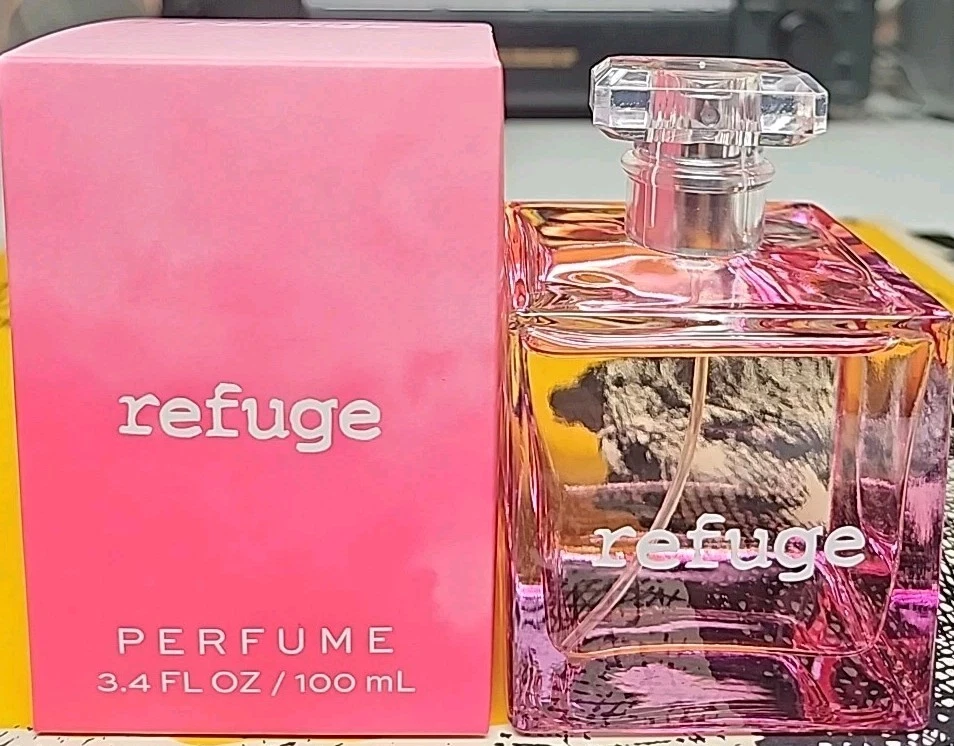 refuge
PERFUME
3.4 FL OZ / 100 mL
refuge